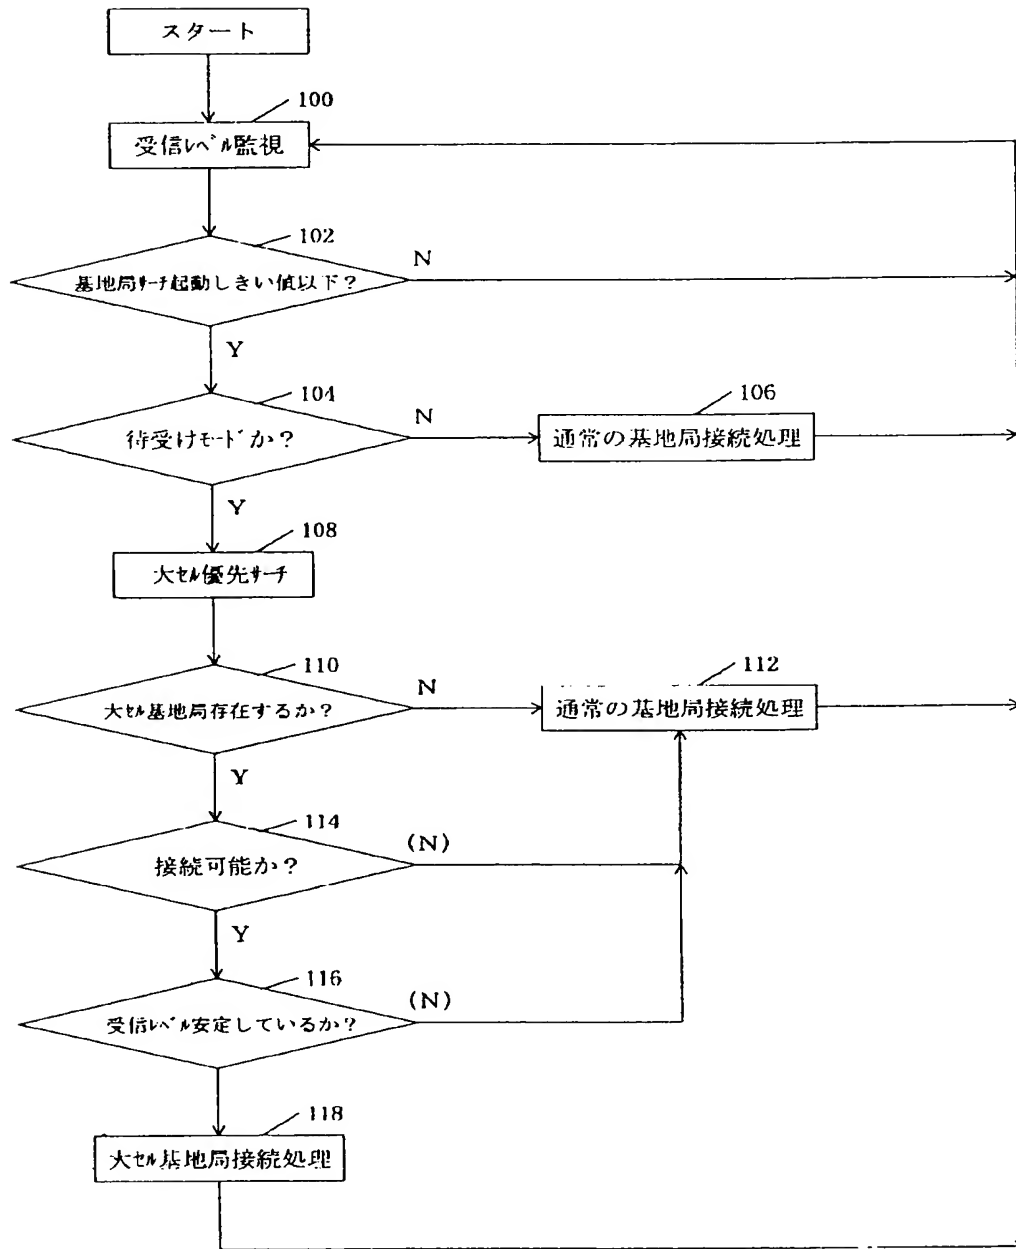 スタート
100
受信ﾚﾍﾞﾙ監視
102
基地局ｻｰﾁ起動しきい値以下?
N
Y
104
待受けﾓｰﾄﾞか?
N
106
通常の基地局接続処理
Y
108
大ｾﾙ優先ｻｰﾁ
110
大ｾﾙ基地局存在するか?
N
112
通常の基地局接続処理
Y
114
接続可能か?
(N)
Y
116
受信ﾚﾍﾞﾙ安定しているか?
(N)
118
大ｾﾙ基地局接続処理